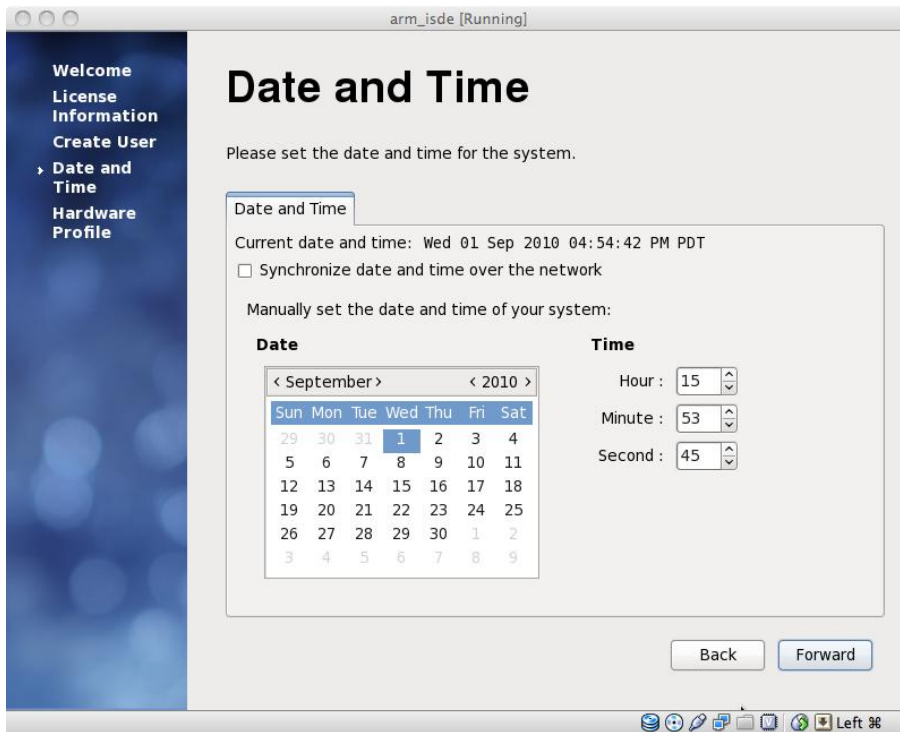 arm_isde [Running]
Welcome
License
Information
Create User
Date and
Time
Hardware
Profile
Date and Time
Please set the date and time for the system.
Date and Time
Current date and time: Wed 01 Sep 2010 04:54:42 PM PDT
Synchronize date and time over the network
Manually set the date and time of your system:
Date
< September > < 2010 >
Sun Mon Tue Wed Thu Fri Sat
29 30 31 1 2 3 4
5 6 7 8 9 10 11
12 13 14 15 16 17 18
19 20 21 22 23 24 25
26 27 28 29 30 1 2
3 4 5 6 7 8 9
Time
Hour : 15
Minute : 53
Second : 45
Back Forward
Left ⌘